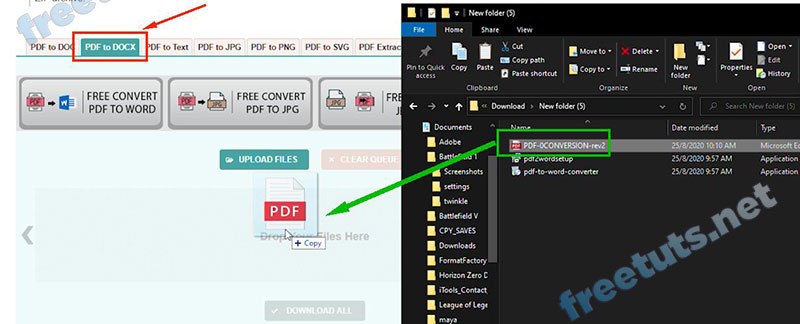 PDF to DOC
PDF to DOCX
PDF to Text
PDF to JPG
PDF to PNG
PDF to SVG
PDF
FREE CONVERT
PDF TO WORD
FREE CONVERT
PDF TO JPG
FREE
UPLOAD FILES
CLEAR QUEUE
PDF
Drop Your Files Here
+ Copy
DOWNLOAD ALL
New folder (5)
File
Home
Share
View
Pin to Quick
access
Copy
Paste
Cut
Copy path
Paste shortcut
Clipboard
Move to
Copy to
Delete
Rename
Organize
New
folder
New
Properties
Open
Edit
History
Open
Download
New folder (5)
Search New folder (5)
Documents
Adobe
Battlefield 1
Screenshots
settings
twinkle
Battlefield V
CPY_SAVES
Downloads
FormatFactory
Horizon Zero D
iTools_Contact_
League of Lege
maya
Name
Date modified
Type
PDF-0CONVERSION-rev2
25/8/2020 10:10 AM
Microsoft Ed
pdf2wordsetup
25/8/2020 9:57 AM
Application
pdf-to-word-converter
25/8/2020 9:57 AM
Application
freetuts.net
freetuts